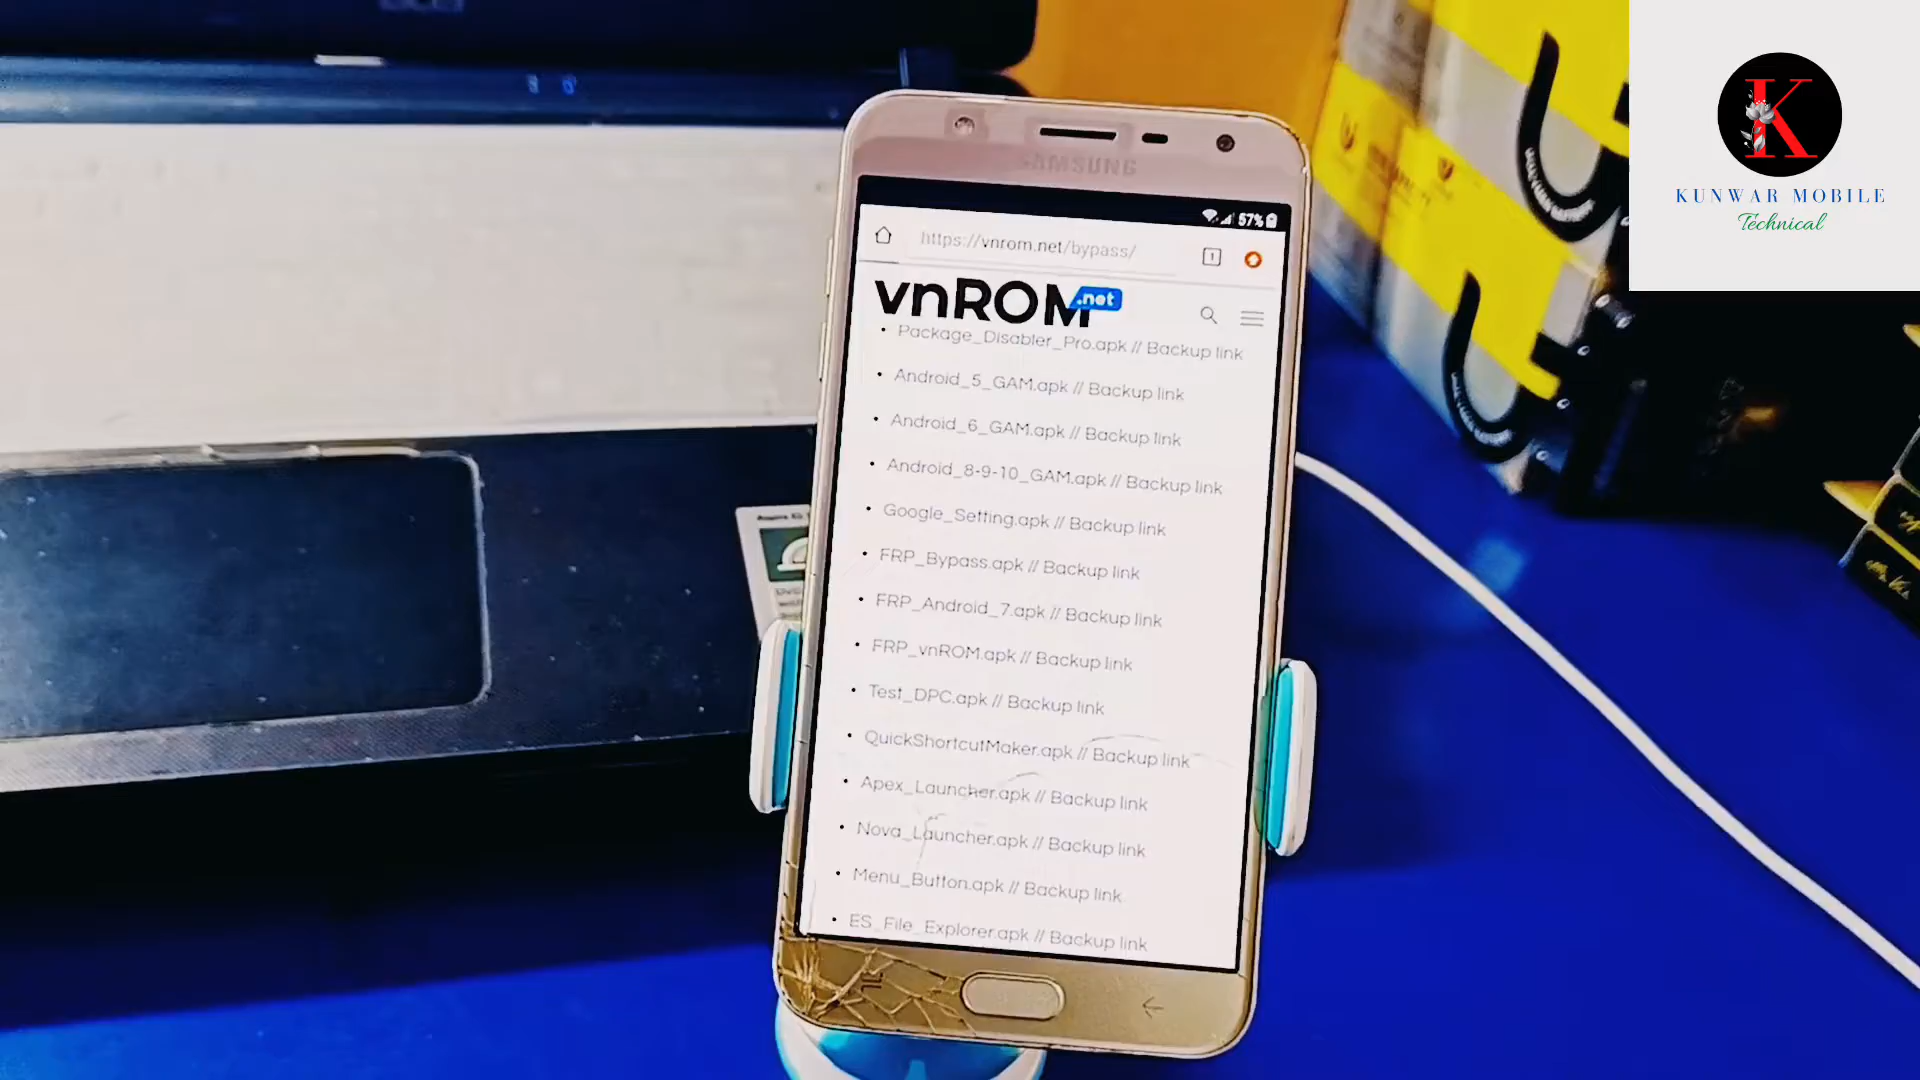 SAMSUNG
57%
https://vnrom.net/bypass/
1
vnROM.net
Package_Disabler_Pro.apk // Backup link
Android_5_GAM.apk // Backup link
Android_6_GAM.apk // Backup link
Android_8-9-10_GAM.apk // Backup link
Google_Setting.apk // Backup link
FRP_Bypass.apk // Backup link
FRP_Android_7.apk // Backup link
FRP_vnROM.apk // Backup link
Test_DPC.apk // Backup link
QuickShortcutMaker.apk // Backup link
Apex_Launcher.apk // Backup link
Nova_Launcher.apk // Backup link
Menu_Button.apk // Backup link
ES_File_Explorer.apk // Backup link
K
KUNWAR MOBILE
Technical